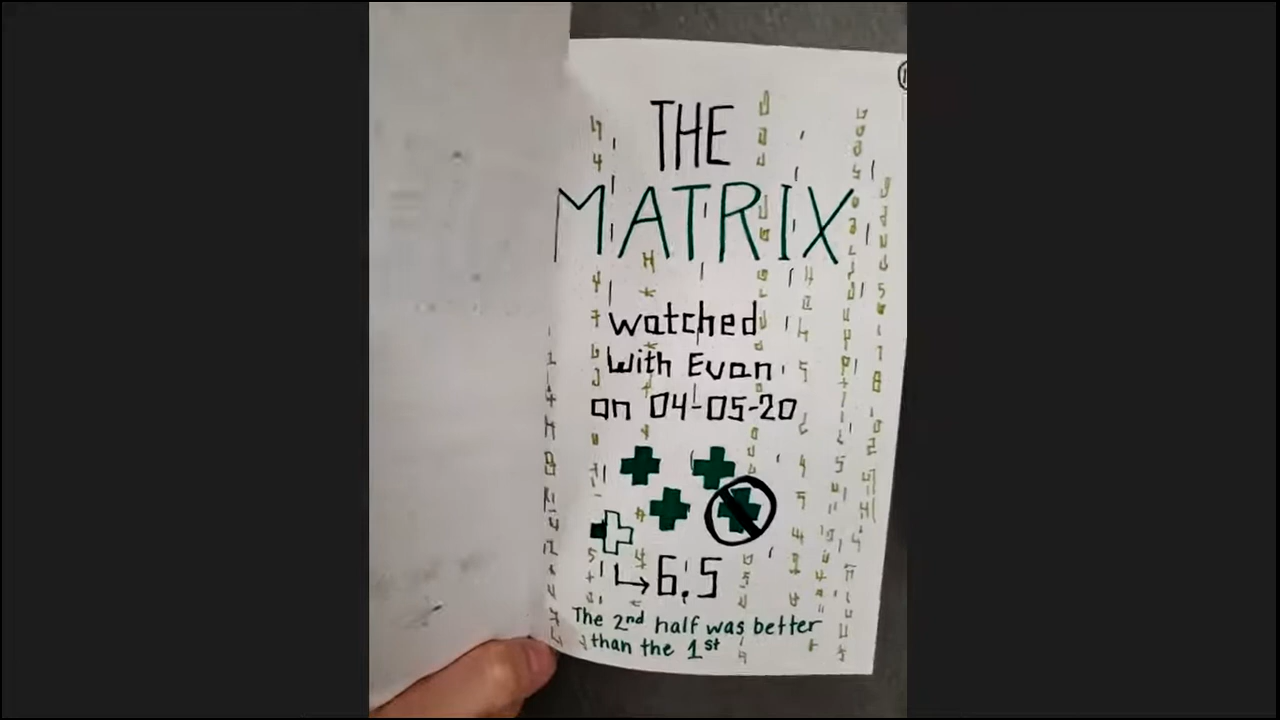 THE
MATRIX
watched
with Evan
on 04-05-20
6.5
The 2nd half was better
than the 1st